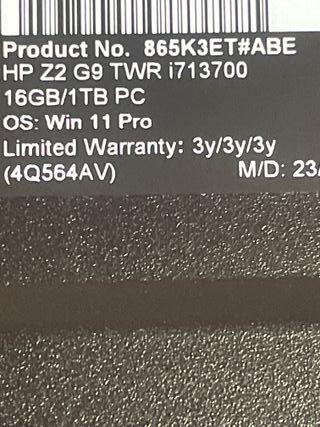 Product No. 865K3ET#ABE
HP Z2 G9 TWR i713700
16GB/1TB PC
OS: Win 11 Pro
Limited Warranty: 3y/3y/3y
(4Q564AV) M/D: 23/